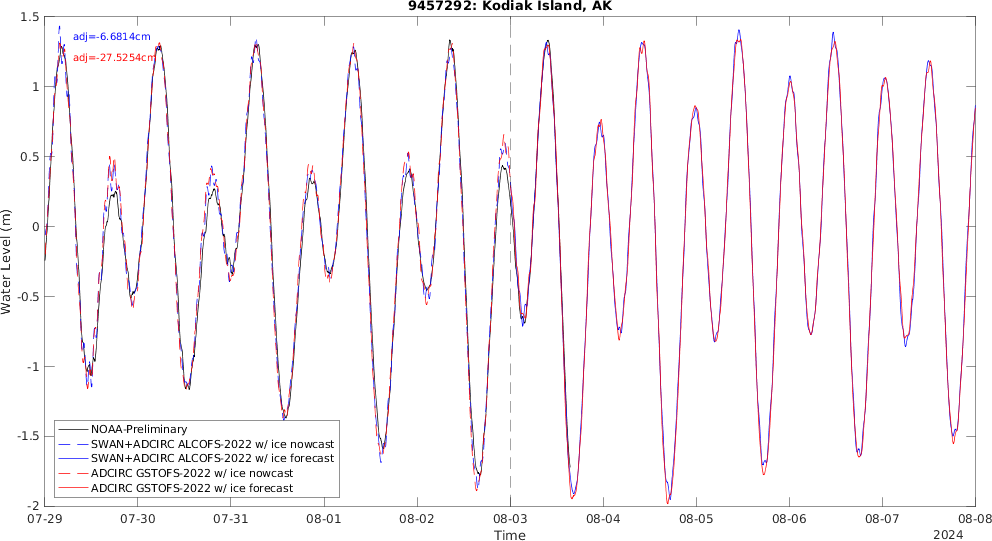 9457292: Kodiak Island, AK
adj=-6.6814cm
adj=-27.5254cm
Water Level (m)
1.5
1
0.5
0
-0.5
-1
-1.5
-2
NOAA-Preliminary
SWAN+ADCIRC ALCOFS-2022 w/ ice nowcast
SWAN+ADCIRC ALCOFS-2022 w/ ice forecast
ADCIRC GSTOFS-2022 w/ ice nowcast
ADCIRC GSTOFS-2022 w/ ice forecast
07-29 07-30 07-31 08-01 08-02 08-03 08-04 08-05 08-06 08-07 08-08
Time
2024